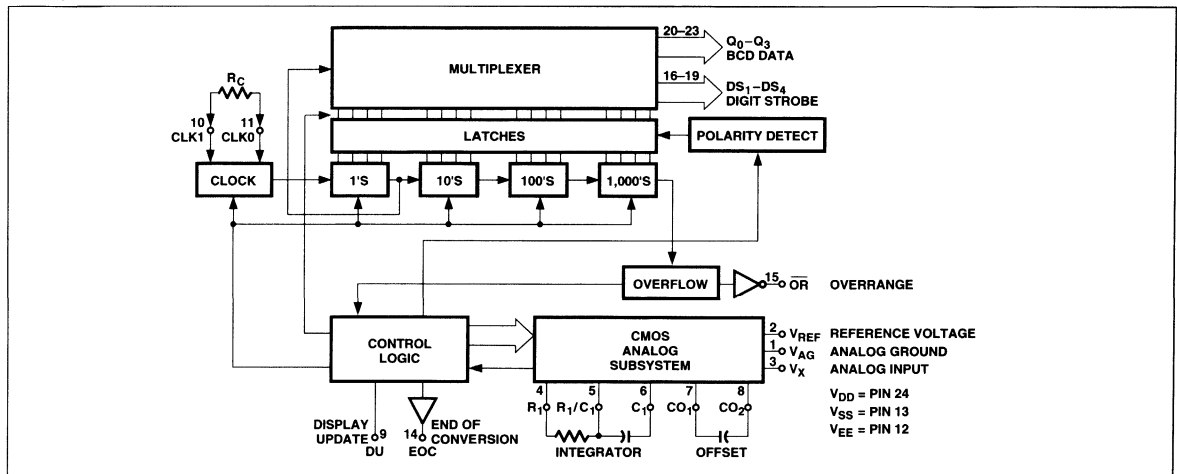 MULTIPLEXER
20–23
Q0–Q3
BCD DATA
16–19
DS1–DS4
DIGIT STROBE
RC
10
CLK1
11
CLK0
LATCHES
POLARITY DETECT
CLOCK
1'S
10'S
100'S
1,000'S
OVERFLOW
15
OR
OVERRANGE
CONTROL
LOGIC
CMOS
ANALOG
SUBSYSTEM
2
VREF
REFERENCE VOLTAGE
1
VAG
ANALOG GROUND
3
VX
ANALOG INPUT
4
R1
5
R1/C1
6
C1
7
CO1
8
CO2
VDD = PIN 24
VSS = PIN 13
VEE = PIN 12
DISPLAY
UPDATE
9
DU
END OF
CONVERSION
14
EOC
INTEGRATOR
OFFSET